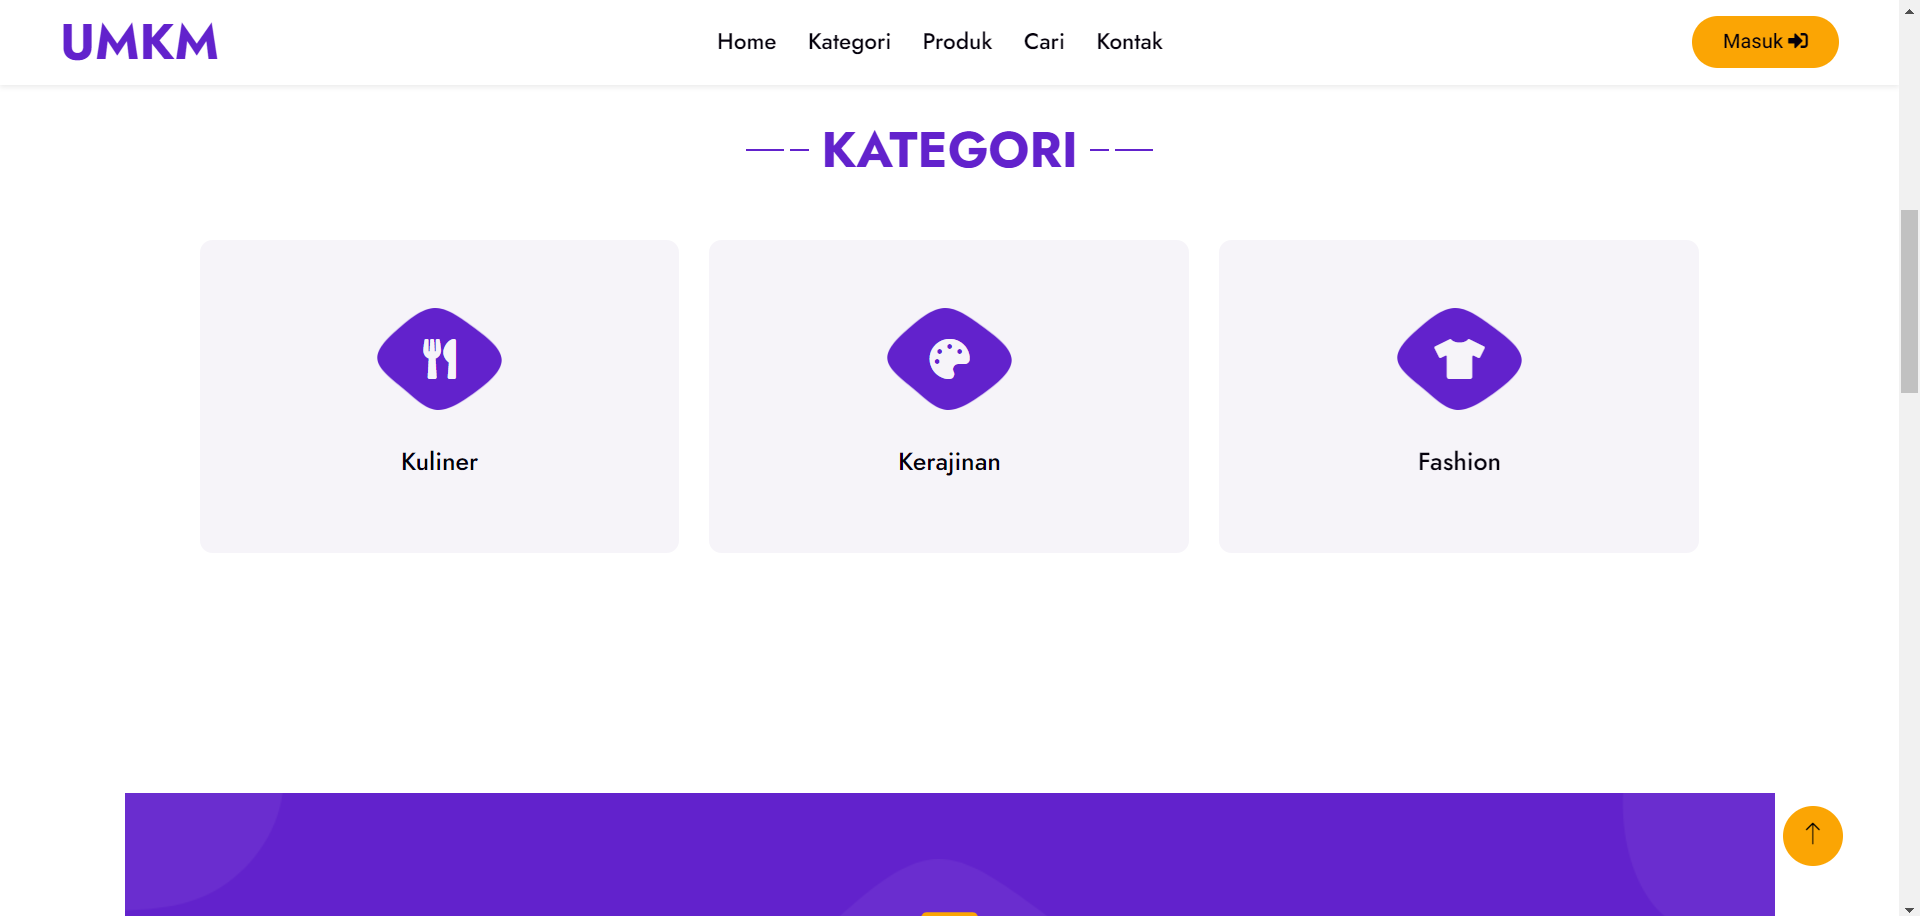 UMKM
Home Kategori Produk Cari Kontak
Masuk
KATEGORI
Kuliner
Kerajinan
Fashion